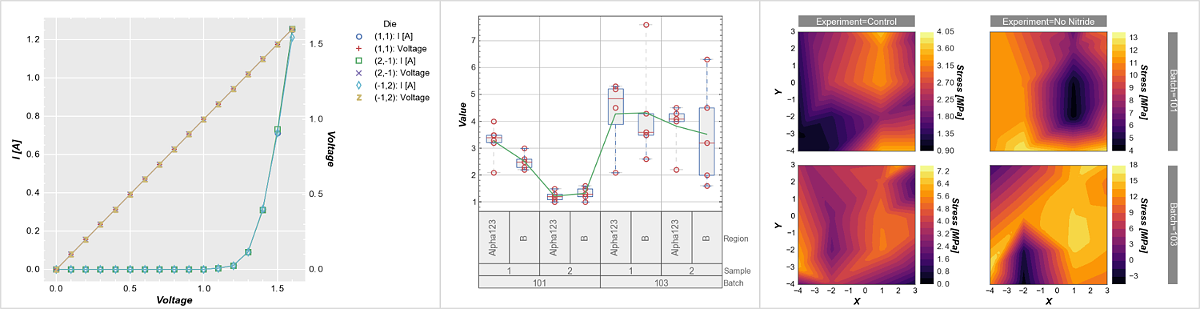 Die
(1,1): I [A]
(1,1): Voltage
(2,-1): I [A]
(2,-1): Voltage
(-1,2): I [A]
(-1,2): Voltage
1.2
1.0
0.8
0.6
0.4
0.2
0.0
I [A]
1.5
1.0
0.5
0.0
Voltage
0.0 0.5 1.0 1.5
Voltage
7
6
5
4
3
2
1
Value
Alpha123 B Alpha123 B Alpha123 B Alpha123 B Region
1 2 1 2 Sample
101 103 Batch
Experiment=Control
Experiment=No Nitride
3
2
1
0
−1
−2
−3
−4
Y
4.05
3.60
3.15
2.70
2.25
1.80
1.35
0.90
Stress [MPa]
13
12
11
10
9
8
7
6
5
4
Stress [MPa]
Batch=101
3
2
1
0
−1
−2
−3
−4
Y
−4 −3 −2 −1 0 1 2 3
X
7.2
6.4
5.6
4.8
4.0
3.2
2.4
1.6
0.8
0.0
Stress [MPa]
−4 −3 −2 −1 0 1 2 3
X
18
15
12
9
6
3
0
−3
Stress [MPa]
Batch=103